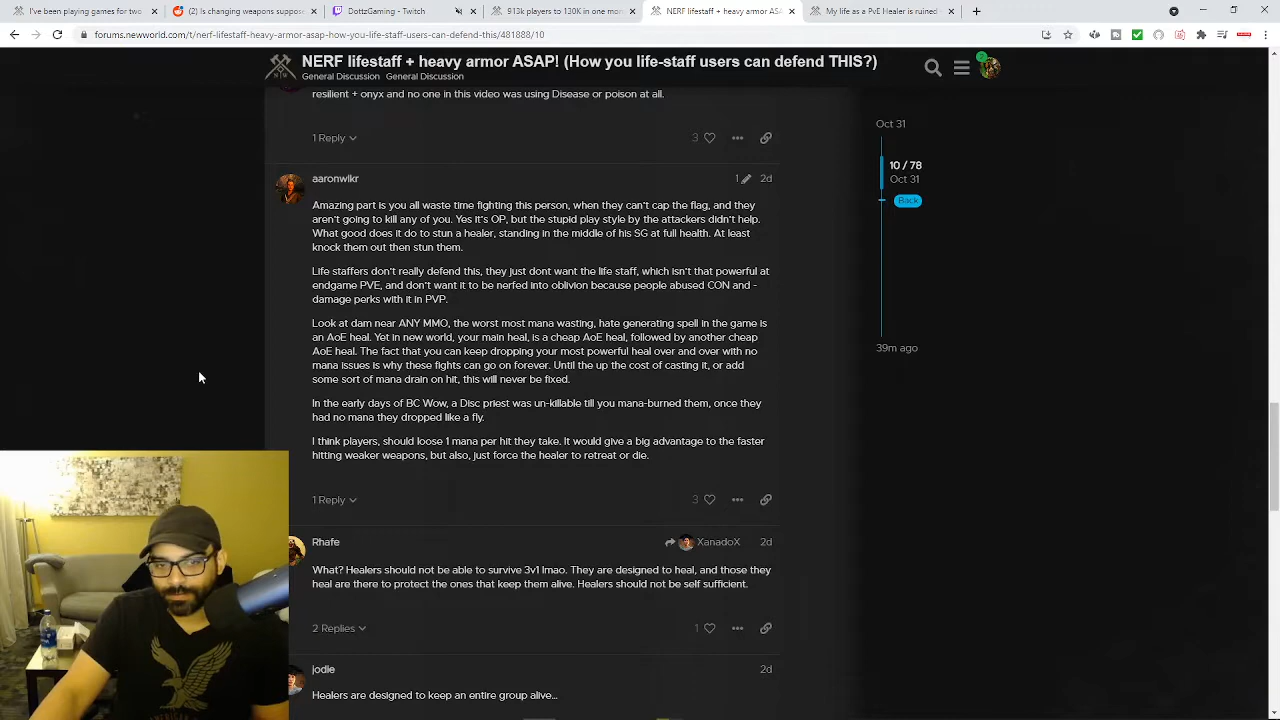 I've been playing games for two
(2) Is changing weapons suppose
DottzGaming - Twitch
913k players to 130K in one mon
NERF lifestaff + heavy armor ASA
My life as a PvE Healer is ruined
forums.newworld.com/t/nerf-lifestaff-heavy-armor-asap-how-you-life-staff-users-can-defend-this/481888/10
NERF lifestaff + heavy armor ASAP! (How you life-staff users can defend THIS?)
General Discussion General Discussion
resilient + onyx and no one in this video was using Disease or poison at all.
1 Reply
3
Oct 31
10 / 78
Oct 31
Back
39m ago
aaronwlkr
1
2d
Amazing part is you all waste time fighting this person, when they can't cap the flag, and they
aren't going to kill any of you. Yes it's OP, but the stupid play style by the attackers didn't help.
What good does it do to stun a healer, standing in the middle of his SG at full health. At least
knock them out then stun them.
Life staffers don't really defend this, they just dont want the life staff, which isn't that powerful at
endgame PVE, and don't want it to be nerfed into oblivion because people abused CON and -
damage perks with it in PVP.
Look at dam near ANY MMO, the worst most mana wasting, hate generating spell in the game is
an AoE heal. Yet in new world, your main heal, is a cheap AoE heal, followed by another cheap
AoE heal. The fact that you can keep dropping your most powerful heal over and over with no
mana issues is why these fights can go on forever. Until the up the cost of casting it, or add
some sort of mana drain on hit, this will never be fixed.
In the early days of BC Wow, a Disc priest was un-killable till you mana-burned them, once they
had no mana they dropped like a fly.
I think players, should loose 1 mana per hit they take. It would give a big advantage to the faster
hitting weaker weapons, but also, just force the healer to retreat or die.
1 Reply
3
Rhafe
XanadoX
2d
What? Healers should not be able to survive 3v1 lmao. They are designed to heal, and those they
heal are there to protect the ones that keep them alive. Healers should not be self sufficient.
2 Replies
1
jodie
2d
Healers are designed to keep an entire group alive...